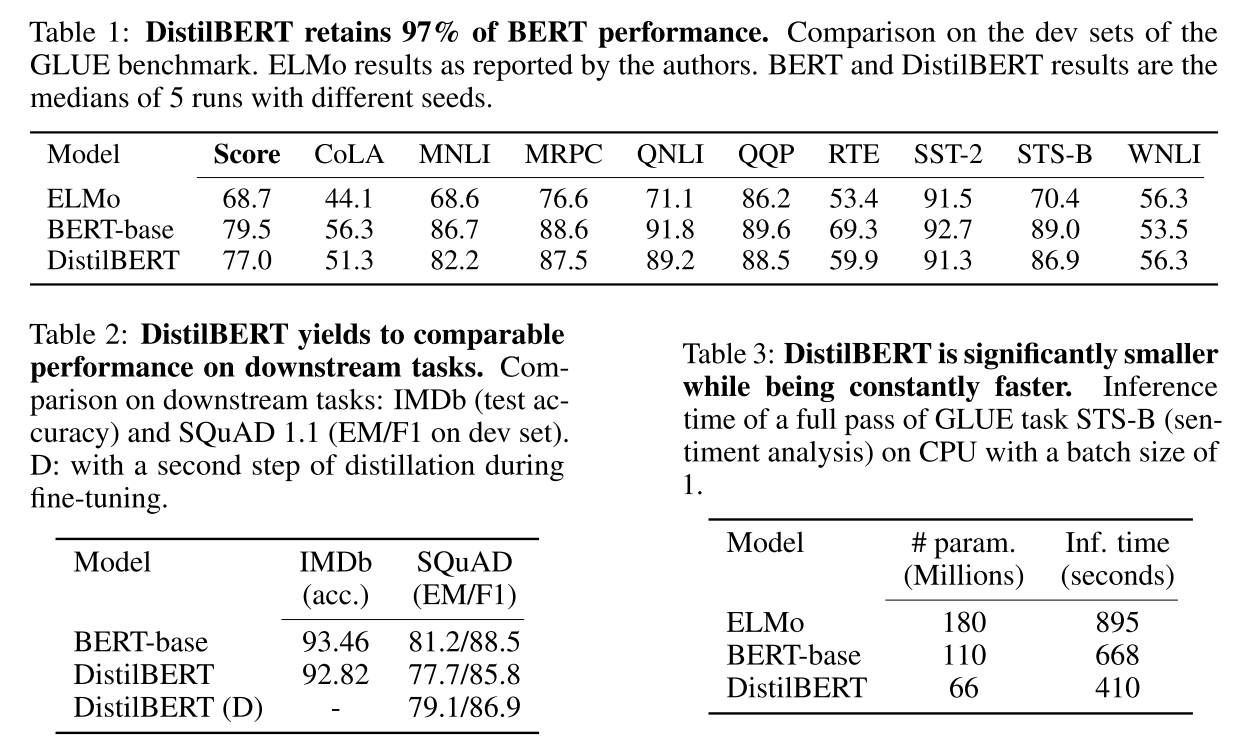 Table 1: DistilBERT retains 97% of BERT performance. Comparison on the dev sets of the
GLUE benchmark. ELMo results as reported by the authors. BERT and DistilBERT results are the
medians of 5 runs with different seeds.
Model Score CoLA MNLI MRPC QNLI QQP RTE SST-2 STS-B WNLI
ELMo 68.7 44.1 68.6 76.6 71.1 86.2 53.4 91.5 70.4 56.3
BERT-base 79.5 56.3 86.7 88.6 91.8 89.6 69.3 92.7 89.0 53.5
DistilBERT 77.0 51.3 82.2 87.5 89.2 88.5 59.9 91.3 86.9 56.3
Table 2: DistilBERT yields to comparable
performance on downstream tasks. Com-
parison on downstream tasks: IMDb (test ac-
curacy) and SQuAD 1.1 (EM/F1 on dev set).
D: with a second step of distillation during
fine-tuning.
Model IMDb SQuAD
(acc.) (EM/F1)
BERT-base 93.46 81.2/88.5
DistilBERT 92.82 77.7/85.8
DistilBERT (D) - 79.1/86.9
Table 3: DistilBERT is significantly smaller
while being constantly faster. Inference
time of a full pass of GLUE task STS-B (sen-
timent analysis) on CPU with a batch size of
1.
Model # param. Inf. time
(Millions) (seconds)
ELMo 180 895
BERT-base 110 668
DistilBERT 66 410